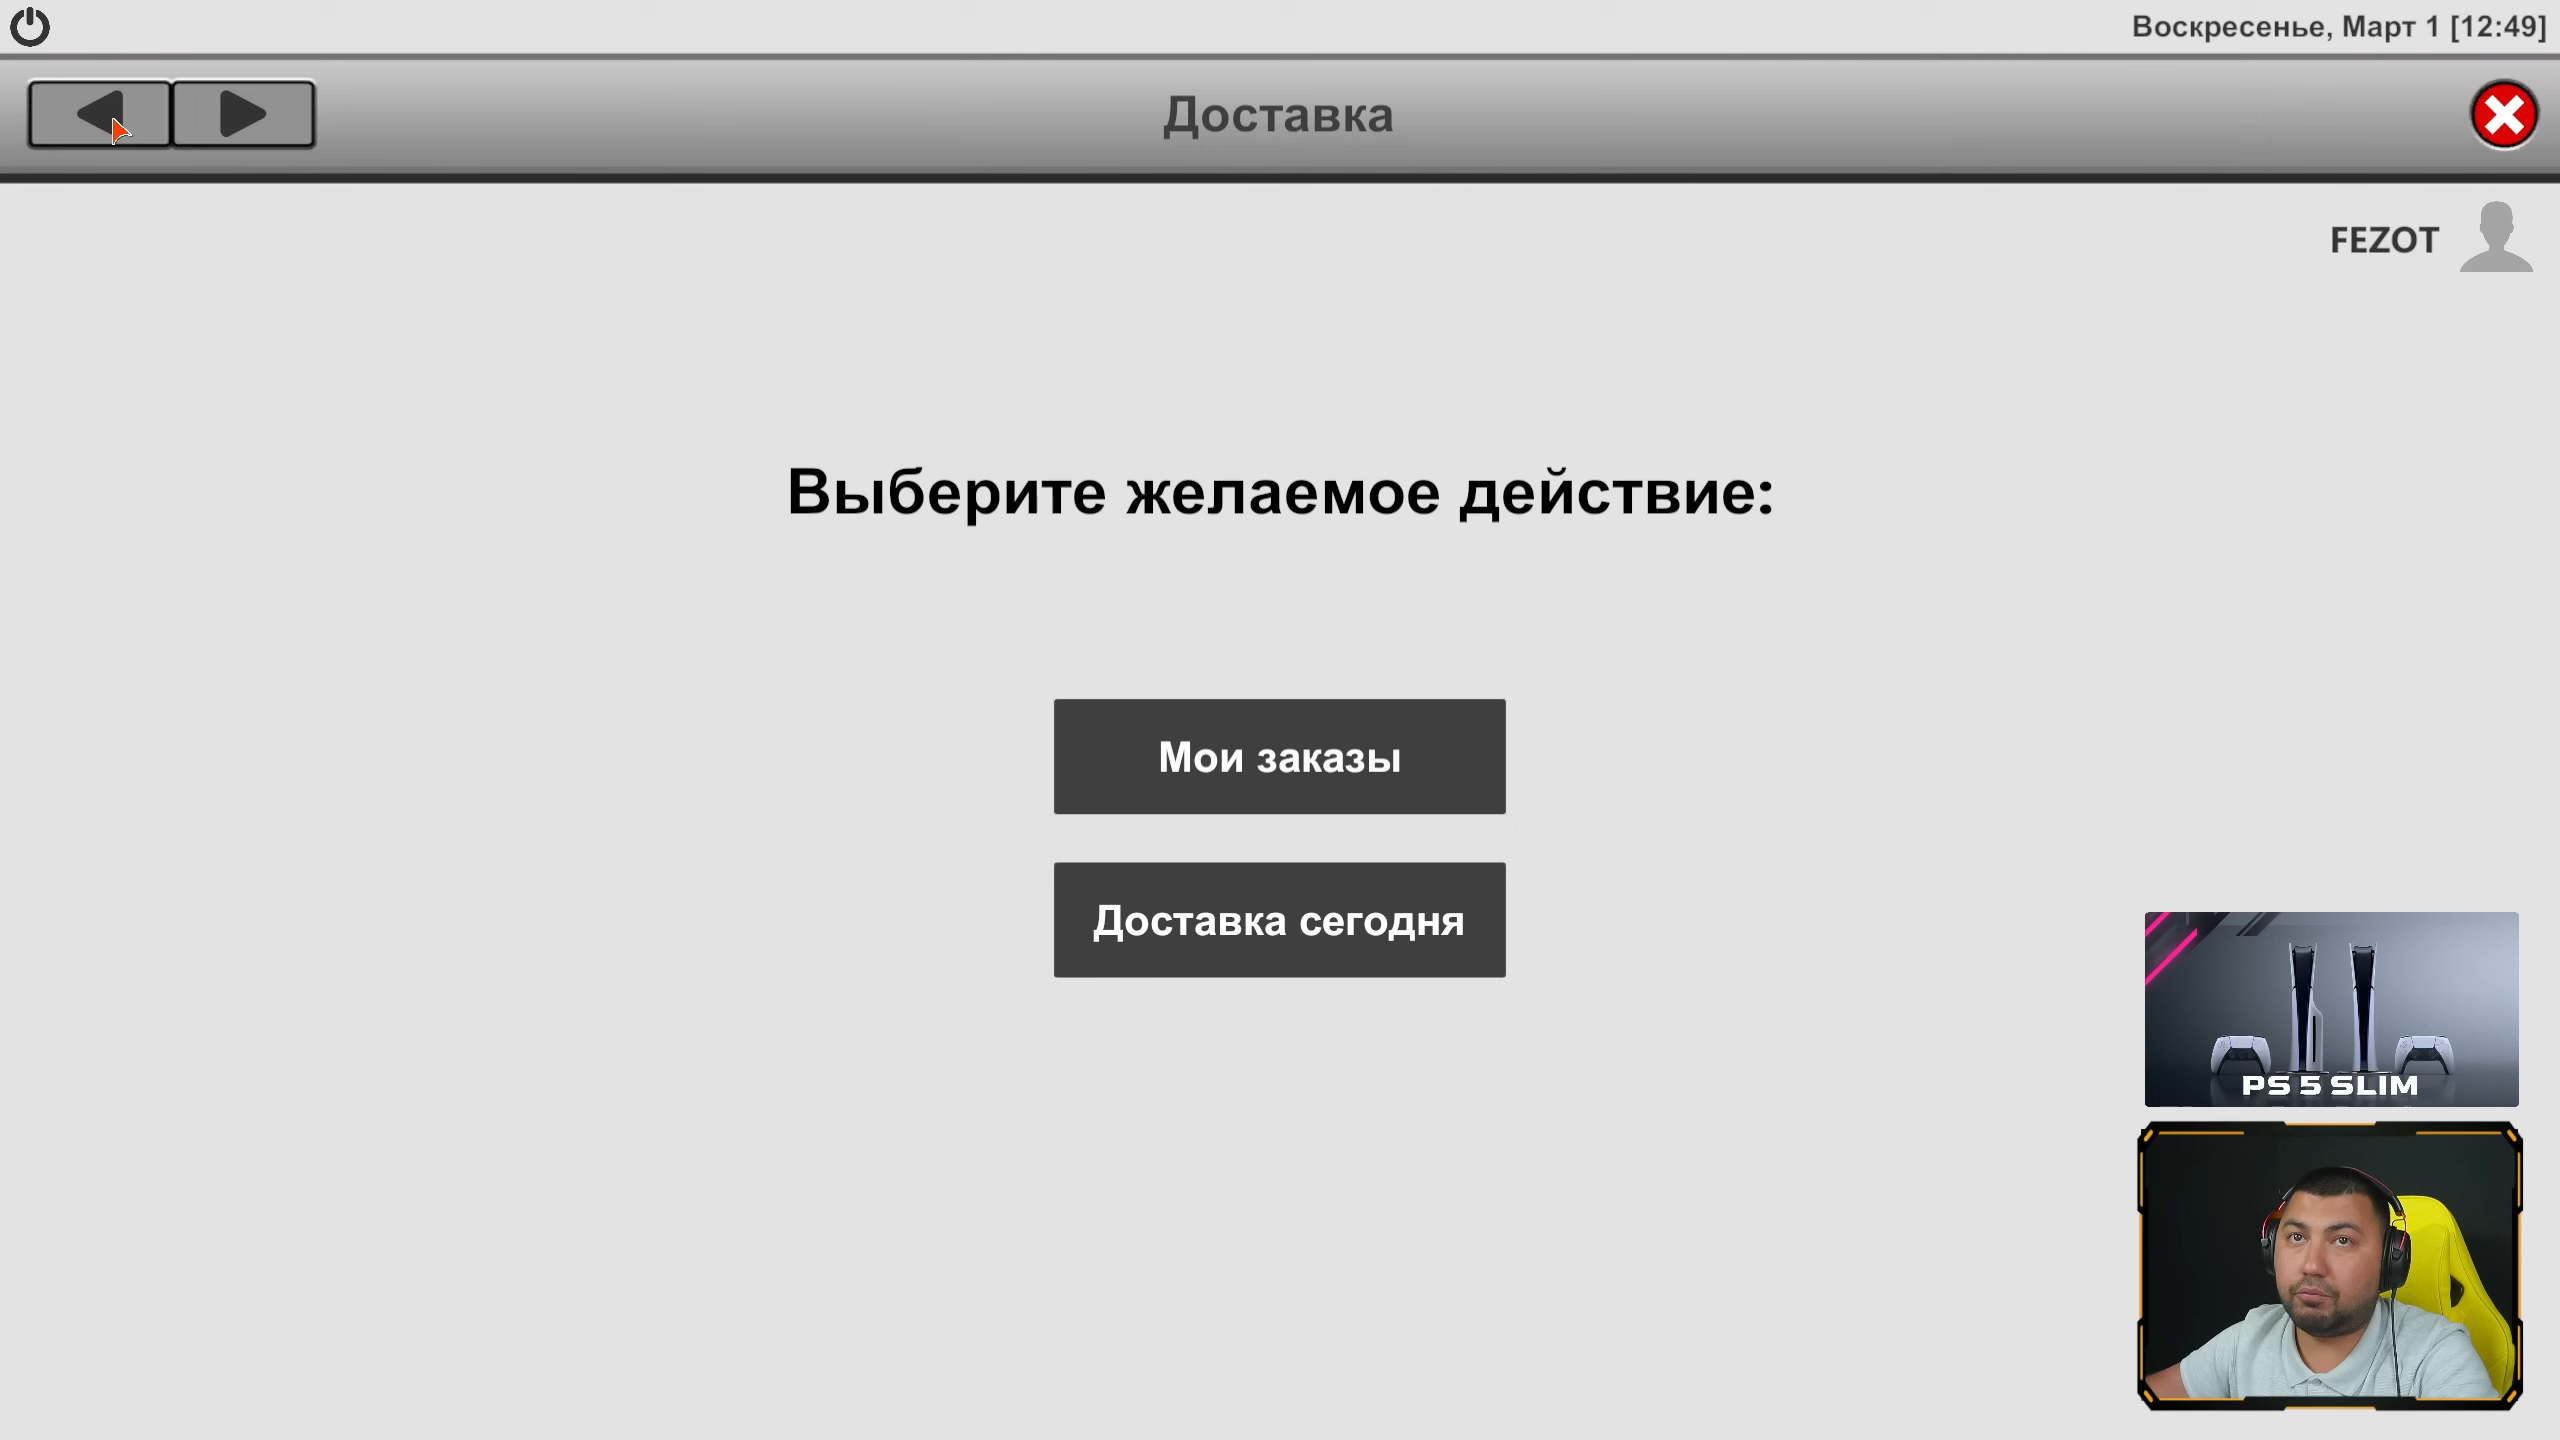 Воскресенье, Март 1 [12:49]
Доставка
FEZOT
Выберите желаемое действие:
Мои заказы
Доставка сегодня
PS 5 SLIM